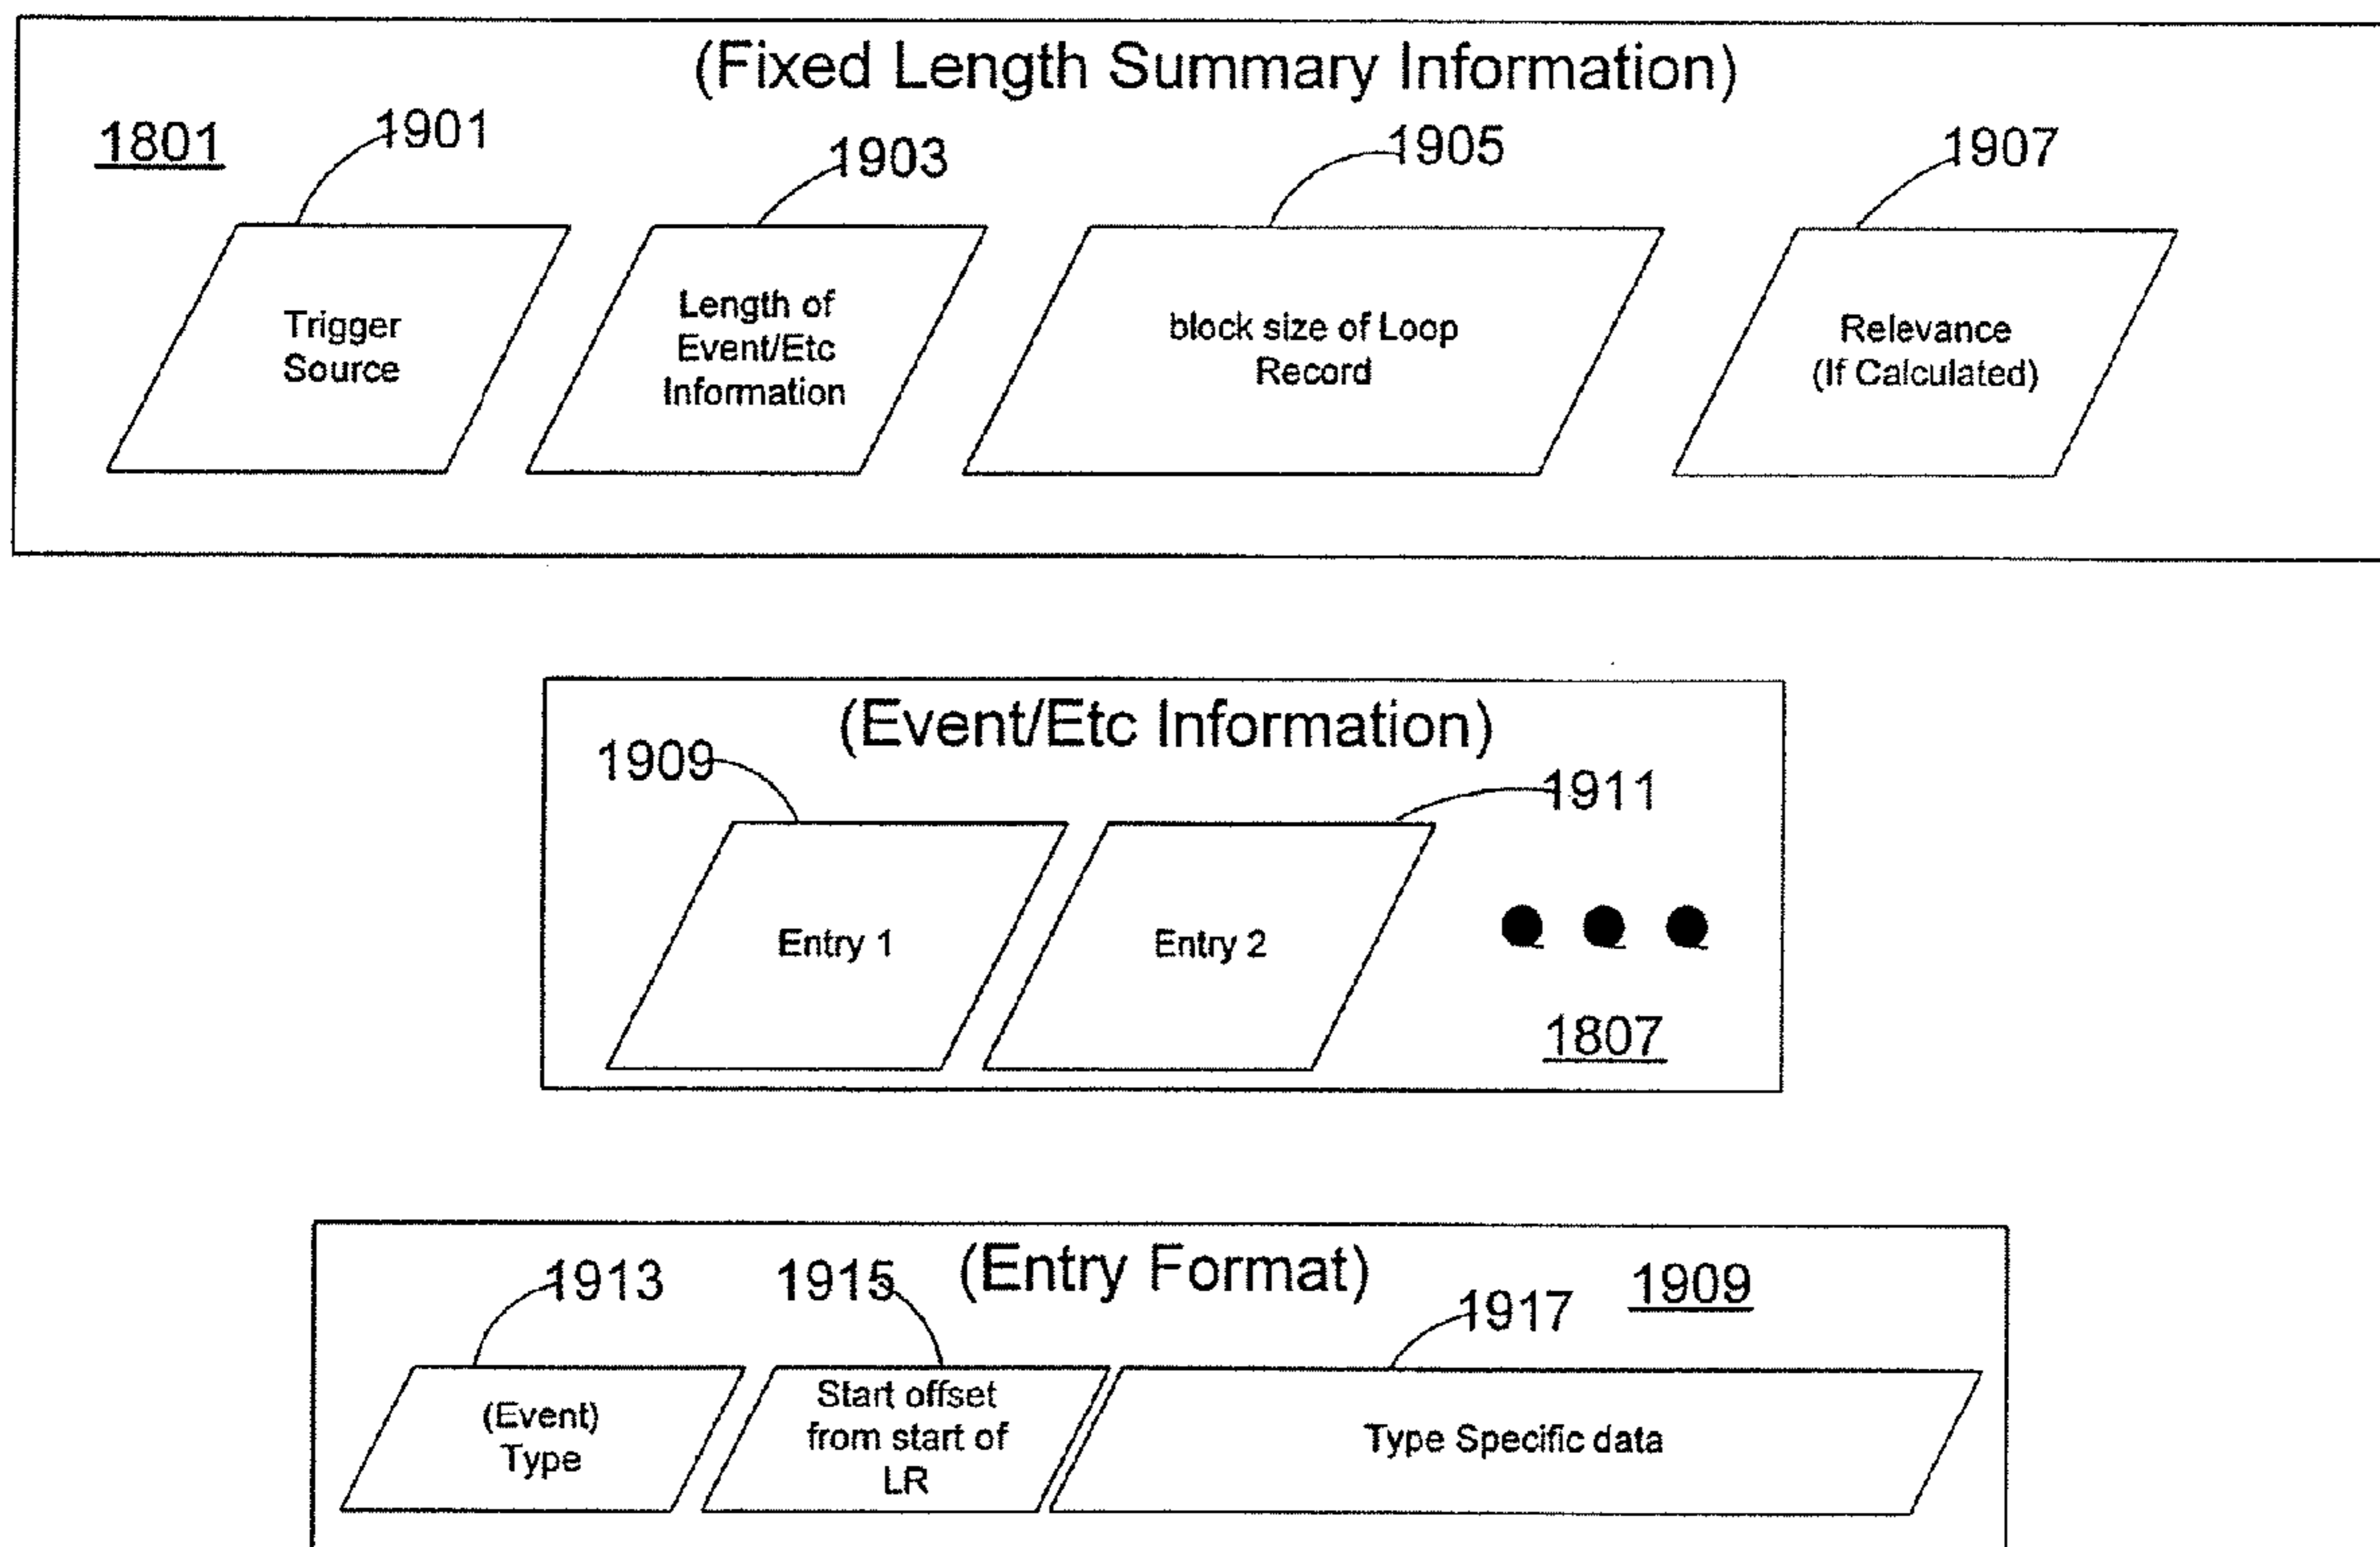 (Fixed Length Summary Information)
1801
1901
1903
1905
1907
Trigger
Source
Length of
Event/Etc
Information
block size of Loop
Record
Relevance
(If Calculated)
(Event/Etc Information)
1909
1911
Entry 1
Entry 2
1807
(Entry Format)
1913
1915
1917
1909
(Event)
Type
Start offset
from start of
LR
Type Specific data